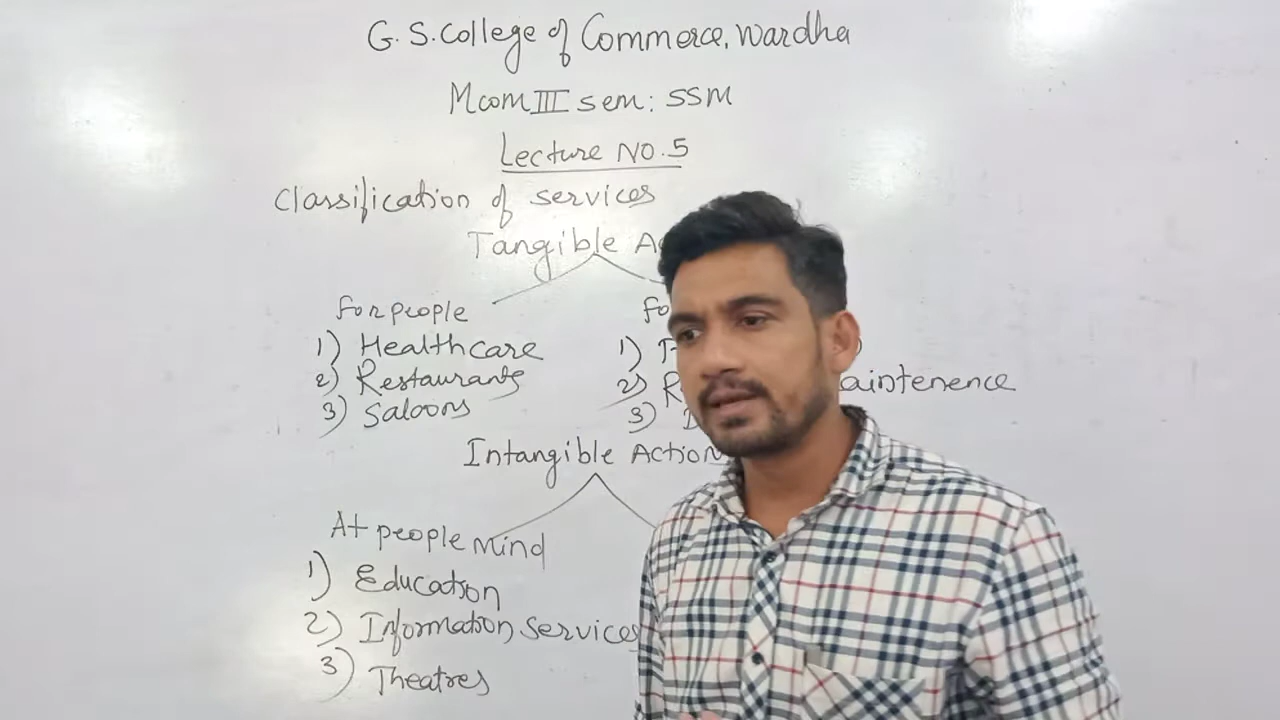 G. S. College of Commerce, Wardha
Mcom III sem: SSM
Lecture No. 5
Classification of services
Tangible
For people
1) Healthcare
2) Restaurants
3) Saloons
1)
2)
3)
Intangible Action
At people Mind
1) Education
2) Information services
3) Theatres